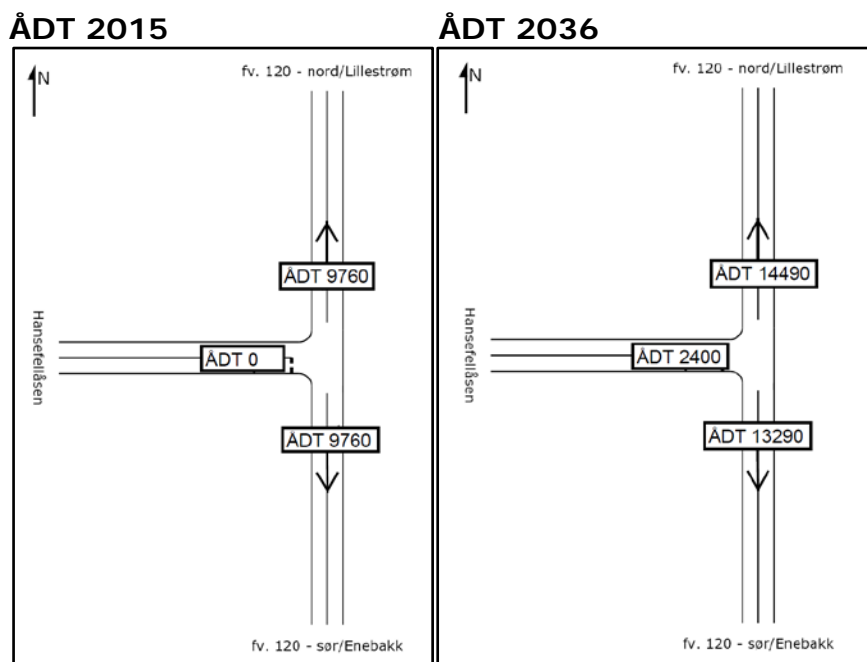 ÅDT 2015
N
fv. 120 - nord/Lillestrøm
ÅDT 9760
Hansefellåsen
ÅDT 0
ÅDT 9760
fv. 120 - sør/Enebakk
ÅDT 2036
N
fv. 120 - nord/Lillestrøm
ÅDT 14490
Hansefellåsen
ÅDT 2400
ÅDT 13290
fv. 120 - sør/Enebakk